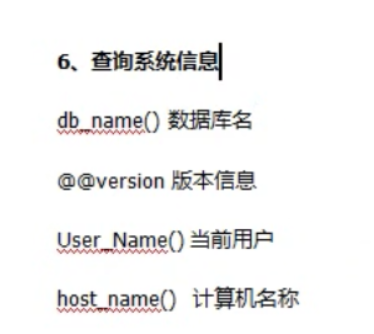 6、查询系统信息
db_name() 数据库名
@@version 版本信息
User_Name() 当前用户
host_name()   计算机名称